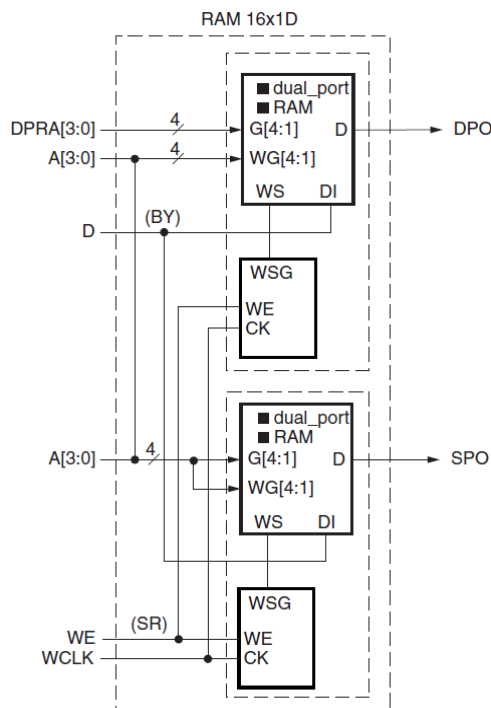 RAM 16x1D
dual_port
RAM
DPRA[3:0] 4 G[4:1] D DPO
A[3:0] 4 WG[4:1]
WS DI
D (BY)
WSG
WE
CK
dual_port
RAM
A[3:0] 4 G[4:1] D SPO
WG[4:1]
WS DI
WSG
WE (SR) WE
WCLK CK